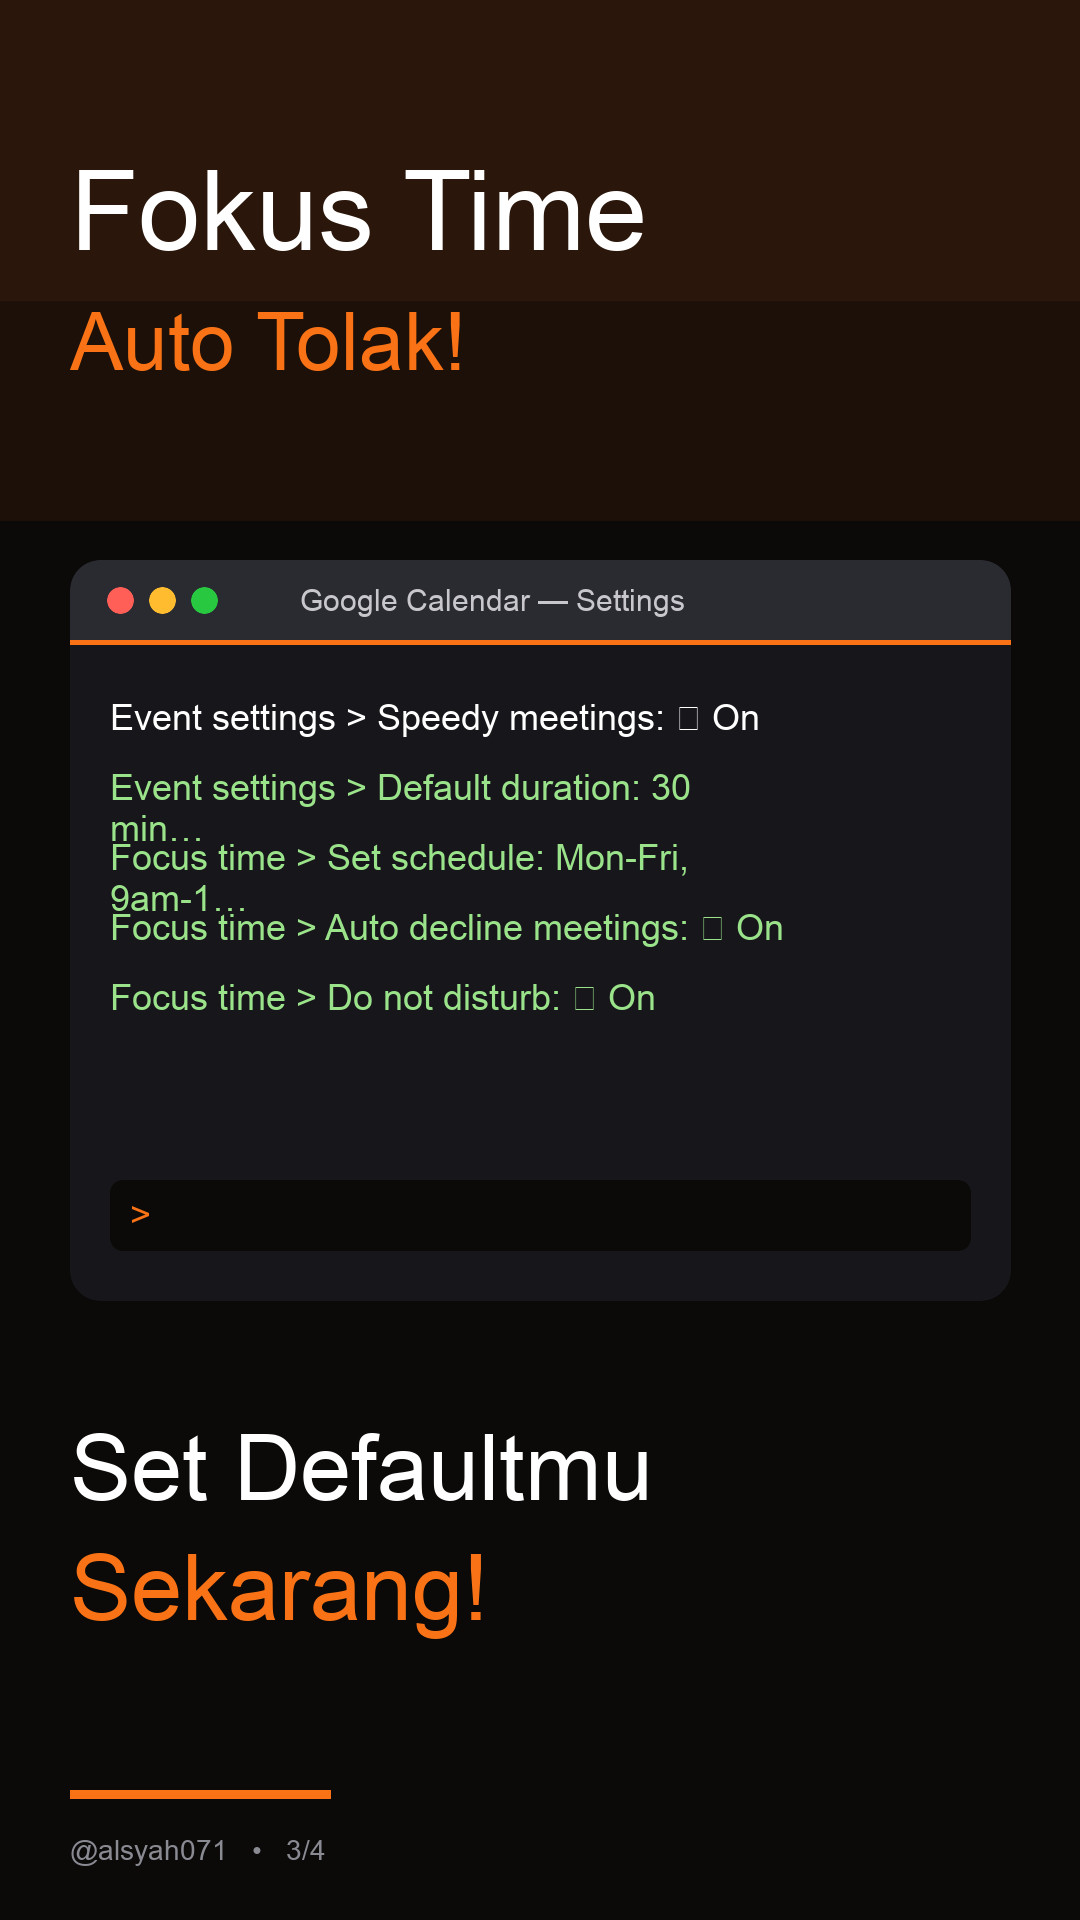 Fokus Time
Auto Tolak!
Google Calendar — Settings
Event settings > Speedy meetings: □ On
Event settings > Default duration: 30
min…
Focus time > Set schedule: Mon-Fri,
9am-1…
Focus time > Auto decline meetings: □ On
Focus time > Do not disturb: □ On
>
Set Defaultmu
Sekarang!
@alsyah071 • 3/4